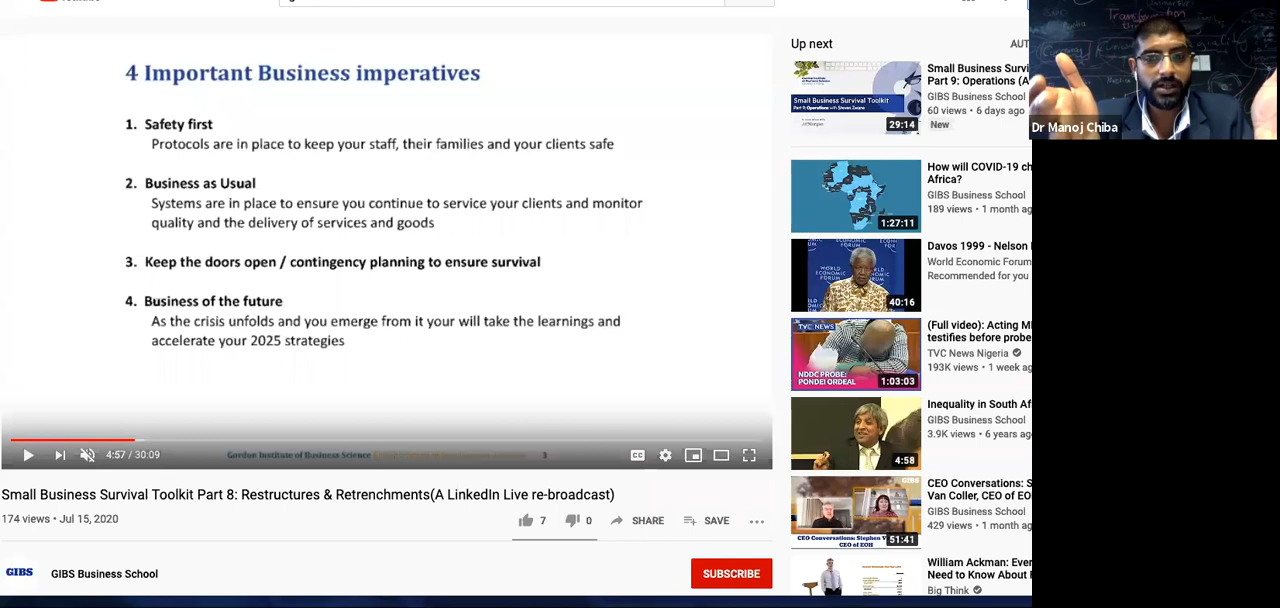 4 Important Business imperatives
1. Safety first
Protocols are in place to keep your staff, their families and your clients safe
2. Business as Usual
Systems are in place to ensure you continue to service your clients and monitor
quality and the delivery of services and goods
3. Keep the doors open / contingency planning to ensure survival
4. Business of the future
As the crisis unfolds and you emerge from it your will take the learnings and
accelerate your 2025 strategies
Gordon Institute of Business Science
3
4:57 / 30:09
CC
Small Business Survival Toolkit Part 8: Restructures & Retrenchments(A LinkedIn Live re-broadcast)
174 views • Jul 15, 2020
7
0
SHARE
SAVE
GIBS
GIBS Business School
SUBSCRIBE
Up next
AUT
Small Business Survival Toolkit
Part 9: Operations with Steven Zwane
29:14
Small Business Survi
Part 9: Operations (A
GIBS Business School
60 views • 6 days ago
New
1:27:11
How will COVID-19 ch
Africa?
GIBS Business School
189 views • 1 month ag
WORLD
ECONOMIC
FORUM
40:16
Davos 1999 - Nelson
World Economic Forum
Recommended for you
TVC NEWS
NDDC PROBE:
PONDEI ORDEAL
1:03:03
(Full video): Acting M
testifies before probe
TVC News Nigeria
193K views • 1 week ag
4:58
Inequality in South Af
GIBS Business School
3.9K views • 6 years ag
GIBS
CEO Conversations: Stephen V
CEO of EOH
51:41
CEO Conversations: S
Van Coller, CEO of EO
GIBS Business School
429 views • 1 month ag
William Ackman: Ever
Need to Know About F
Big Think
Dr Manoj Chiba